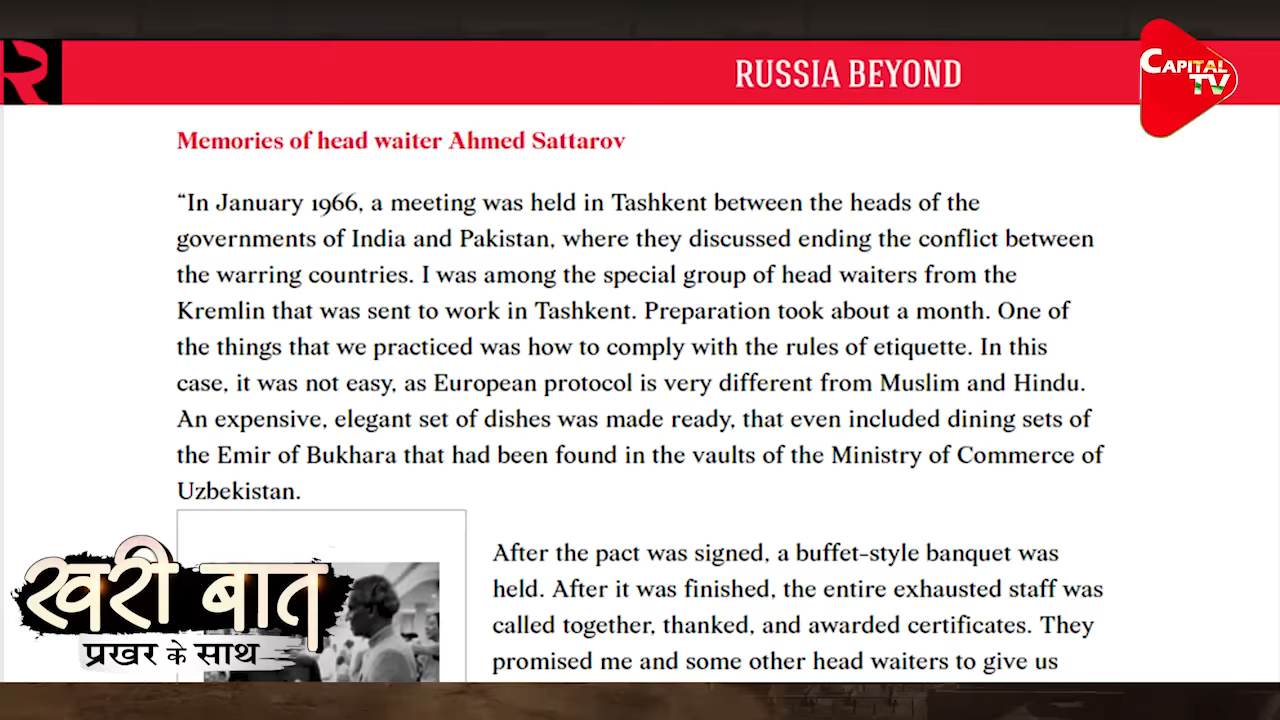 RUSSIA BEYOND
CAPITAL
TV
Memories of head waiter Ahmed Sattarov
“In January 1966, a meeting was held in Tashkent between the heads of the
governments of India and Pakistan, where they discussed ending the conflict between
the warring countries. I was among the special group of head waiters from the
Kremlin that was sent to work in Tashkent. Preparation took about a month. One of
the things that we practiced was how to comply with the rules of etiquette. In this
case, it was not easy, as European protocol is very different from Muslim and Hindu.
An expensive, elegant set of dishes was made ready, that even included dining sets of
the Emir of Bukhara that had been found in the vaults of the Ministry of Commerce of
Uzbekistan.
After the pact was signed, a buffet-style banquet was
held. After it was finished, the entire exhausted staff was
called together, thanked, and awarded certificates. They
promised me and some other head waiters to give us
खरी बात
प्रखर के साथ